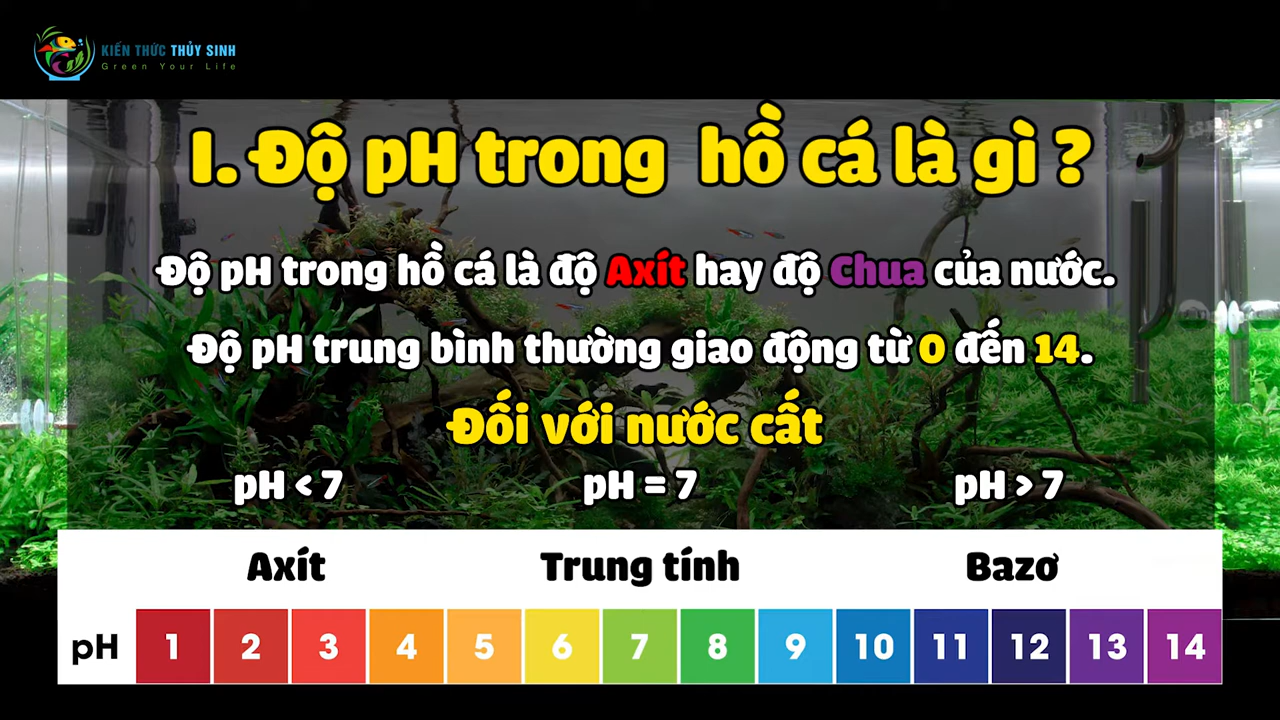 KIẾN THỨC THỦY SINH
Green Your Life
I. Độ pH trong hồ cá là gì ?
Độ pH trong hồ cá là độ Axít hay độ Chua của nước.
Độ pH trung bình thường giao động từ 0 đến 14.
Đối với nước cất
pH < 7 pH = 7 pH > 7
Axít Trung tính Bazơ
pH 1 2 3 4 5 6 7 8 9 10 11 12 13 14